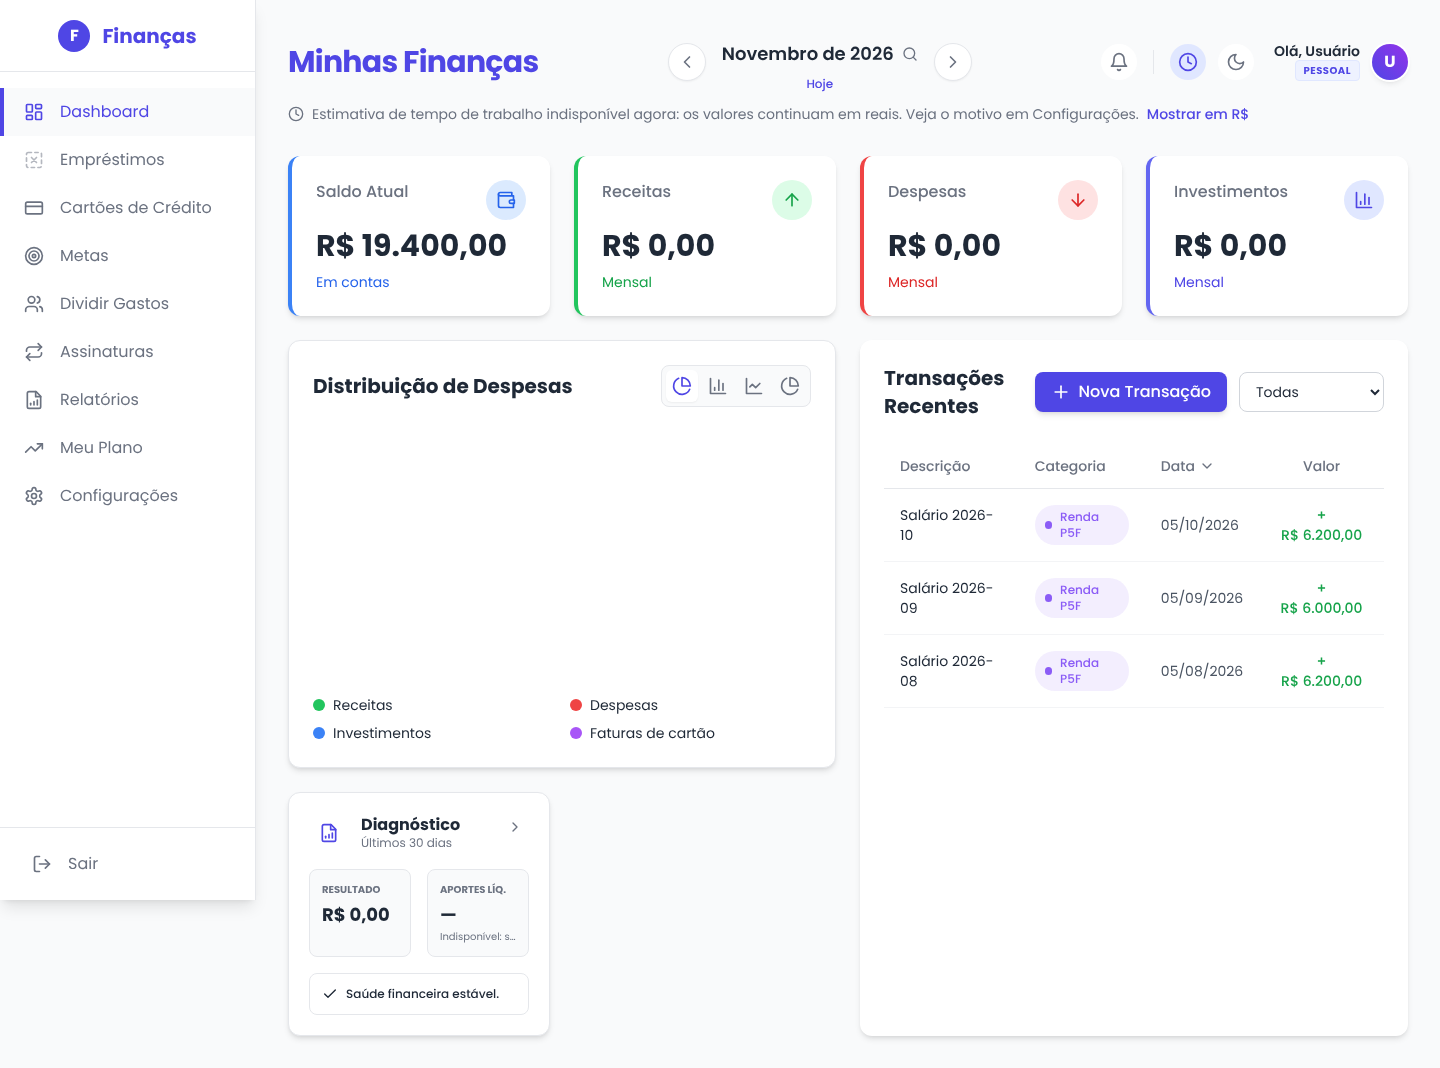 F Finanças
Dashboard
Empréstimos
Cartões de Crédito
Metas
Dividir Gastos
Assinaturas
Relatórios
Meu Plano
Configurações
Sair
Minhas Finanças
Novembro de 2026
Hoje
Olá, Usuário
PESSOAL
U
Estimativa de tempo de trabalho indisponível agora: os valores continuam em reais. Veja o motivo em Configurações. Mostrar em R$
Saldo Atual
R$ 19.400,00
Em contas
Receitas
R$ 0,00
Mensal
Despesas
R$ 0,00
Mensal
Investimentos
R$ 0,00
Mensal
Distribuição de Despesas
Receitas
Despesas
Investimentos
Faturas de cartão
Diagnóstico
Últimos 30 dias
RESULTADO
R$ 0,00
APORTES LÍQ.
—
Indisponível: s...
Saúde financeira estável.
Transações
Recentes
Nova Transação
Todas
Descrição Categoria Data Valor
Salário 2026-
10
Renda
P5F
05/10/2026
+
R$ 6.200,00
Salário 2026-
09
Renda
P5F
05/09/2026
+
R$ 6.000,00
Salário 2026-
08
Renda
P5F
05/08/2026
+
R$ 6.200,00